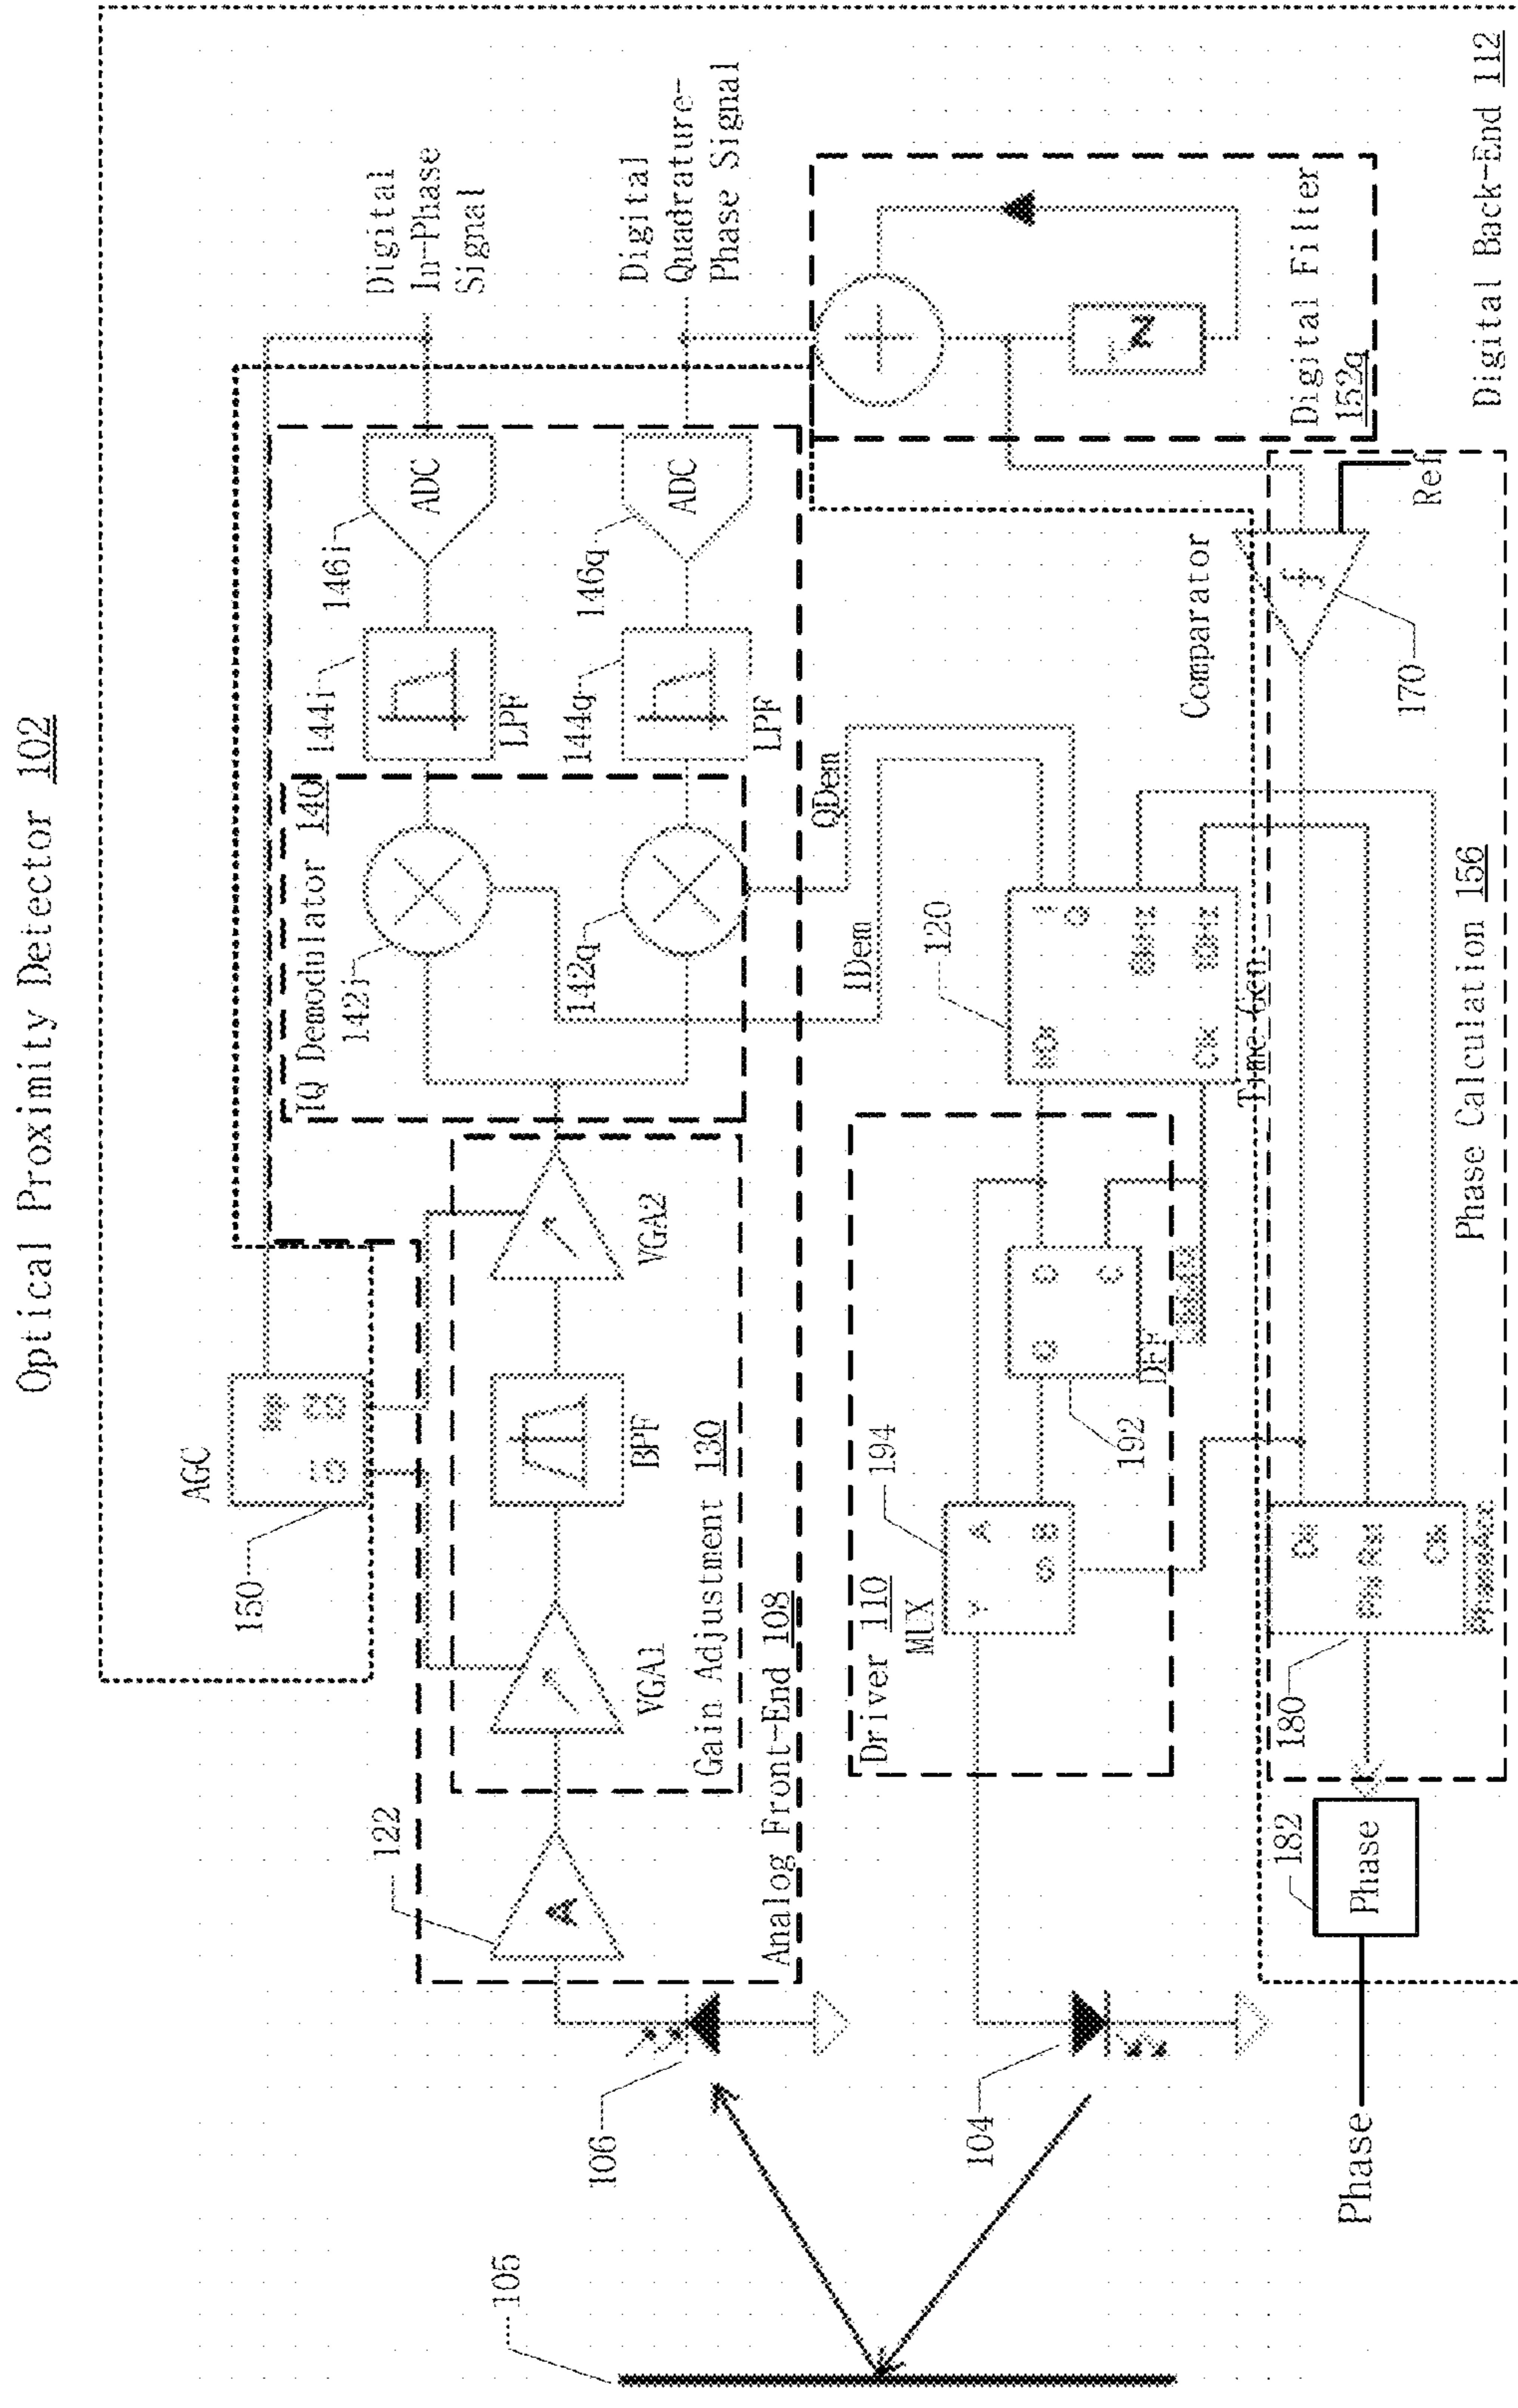 Optical Proximity Detector 102
AGC
150
Digital
In-Phase
Signal
Digital
Quadrature-
Phase Signal
122
A
VGA1
BPF
VGA2
Gain Adjustment 130
Analog Front-End 108
IQ Demodulator 140
142i
142q
144i
LPF
144q
LPF
146i
ADC
146q
ADC
IDem
QDem
105
106
104
Driver 110
MUX
194
Y
A
S B
192
Q
D
C
DFF
120
Q
Time Gen.
Comparator
170
Ref
Digital Filter
152q
180
182
Phase
Phase
Phase Calculation 156
Digital Back-End 112